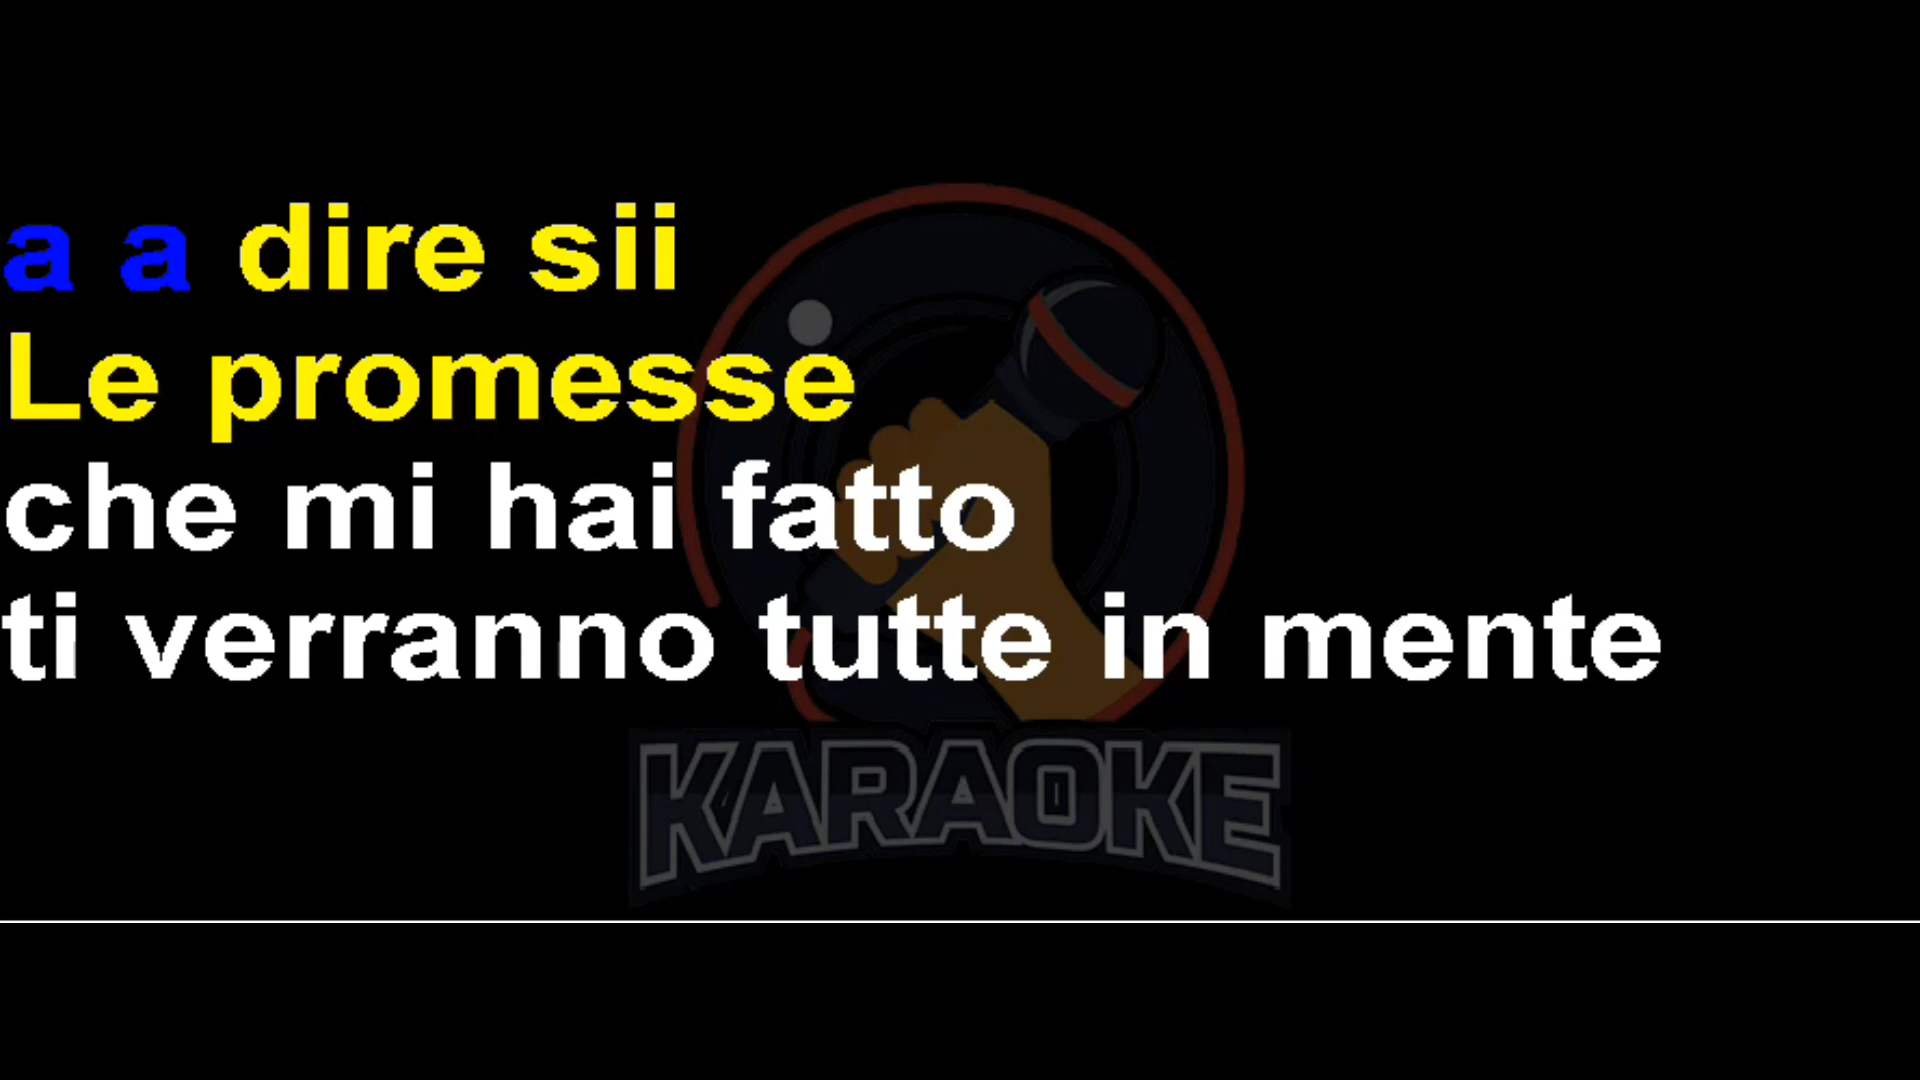 a a dire sii
Le promesse
che mi hai fatto
ti verranno tutte in mente
KARAOKE